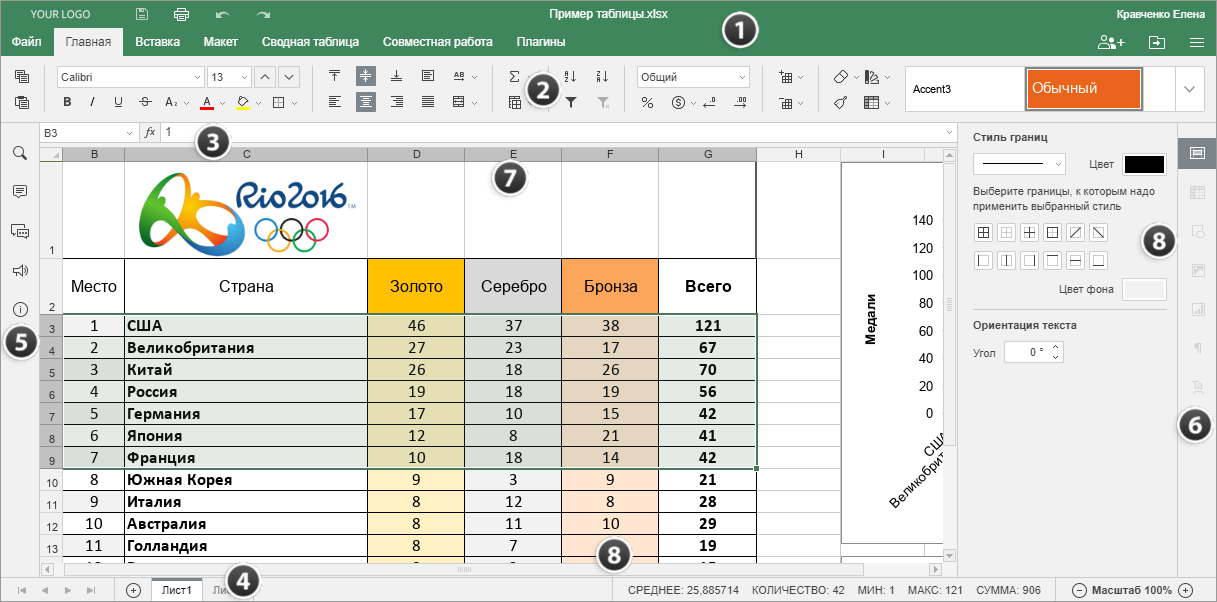 YOUR LOGO
Пример таблицы.xlsx
Кравченко Елена
1
Файл Главная Вставка Макет Сводная таблица Совместная работа Плагины
Calibri 13 Общий
2
Accent3 Обычный
B3 fx 1
3
B C D E F G H I
7
Rio2016™
1
2 Место Страна Золото Серебро Бронза Всего
3 1 США 46 37 38 121
4 2 Великобритания 27 23 17 67
5 3 Китай 26 18 26 70
6 4 Россия 19 18 19 56
7 5 Германия 17 10 15 42
8 6 Япония 12 8 21 41
9 7 Франция 10 18 14 42
10 8 Южная Корея 9 3 9 21
11 9 Италия 8 12 8 28
12 10 Австралия 8 11 10 29
13 11 Голландия 8 7 19
5
8
Медали
140
120
100
80
60
40
20
0
США
Великобрит
Стиль границ
Цвет
Выберите границы, к которым надо
применить выбранный стиль
8
Цвет фона
Ориентация текста
Угол 0 °
6
Лист1
4
СРЕДНЕЕ: 25,885714 КОЛИЧЕСТВО: 42 МИН: 1 МАКС: 121 СУММА: 906
Масштаб 100%